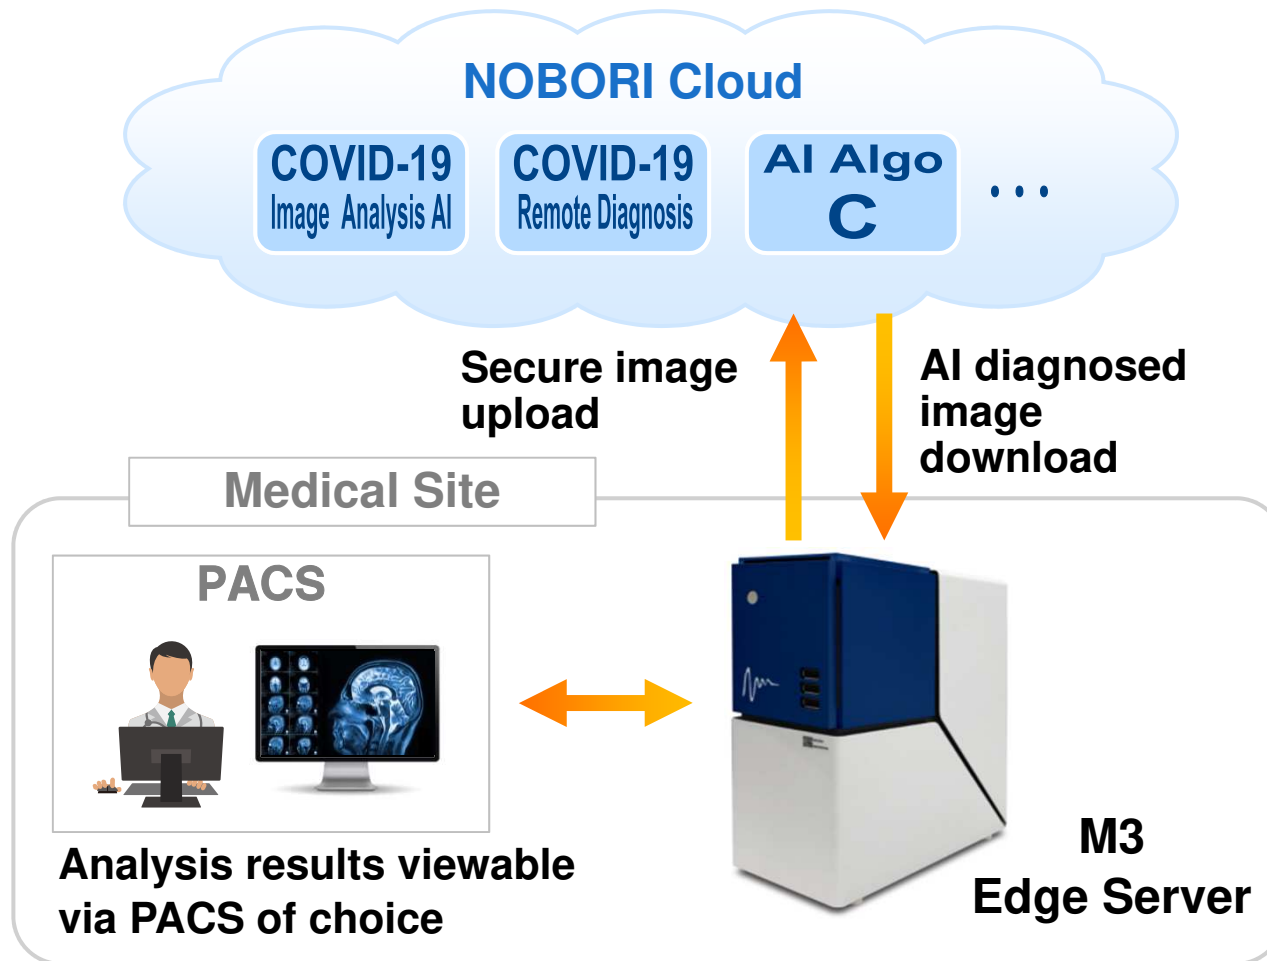 NOBORI Cloud
COVID-19
Image Analysis AI
COVID-19
Remote Diagnosis
AI Algo
C
...
Secure image
upload
AI diagnosed
image
download
Medical Site
PACS
Analysis results viewable
via PACS of choice
M3
Edge Server